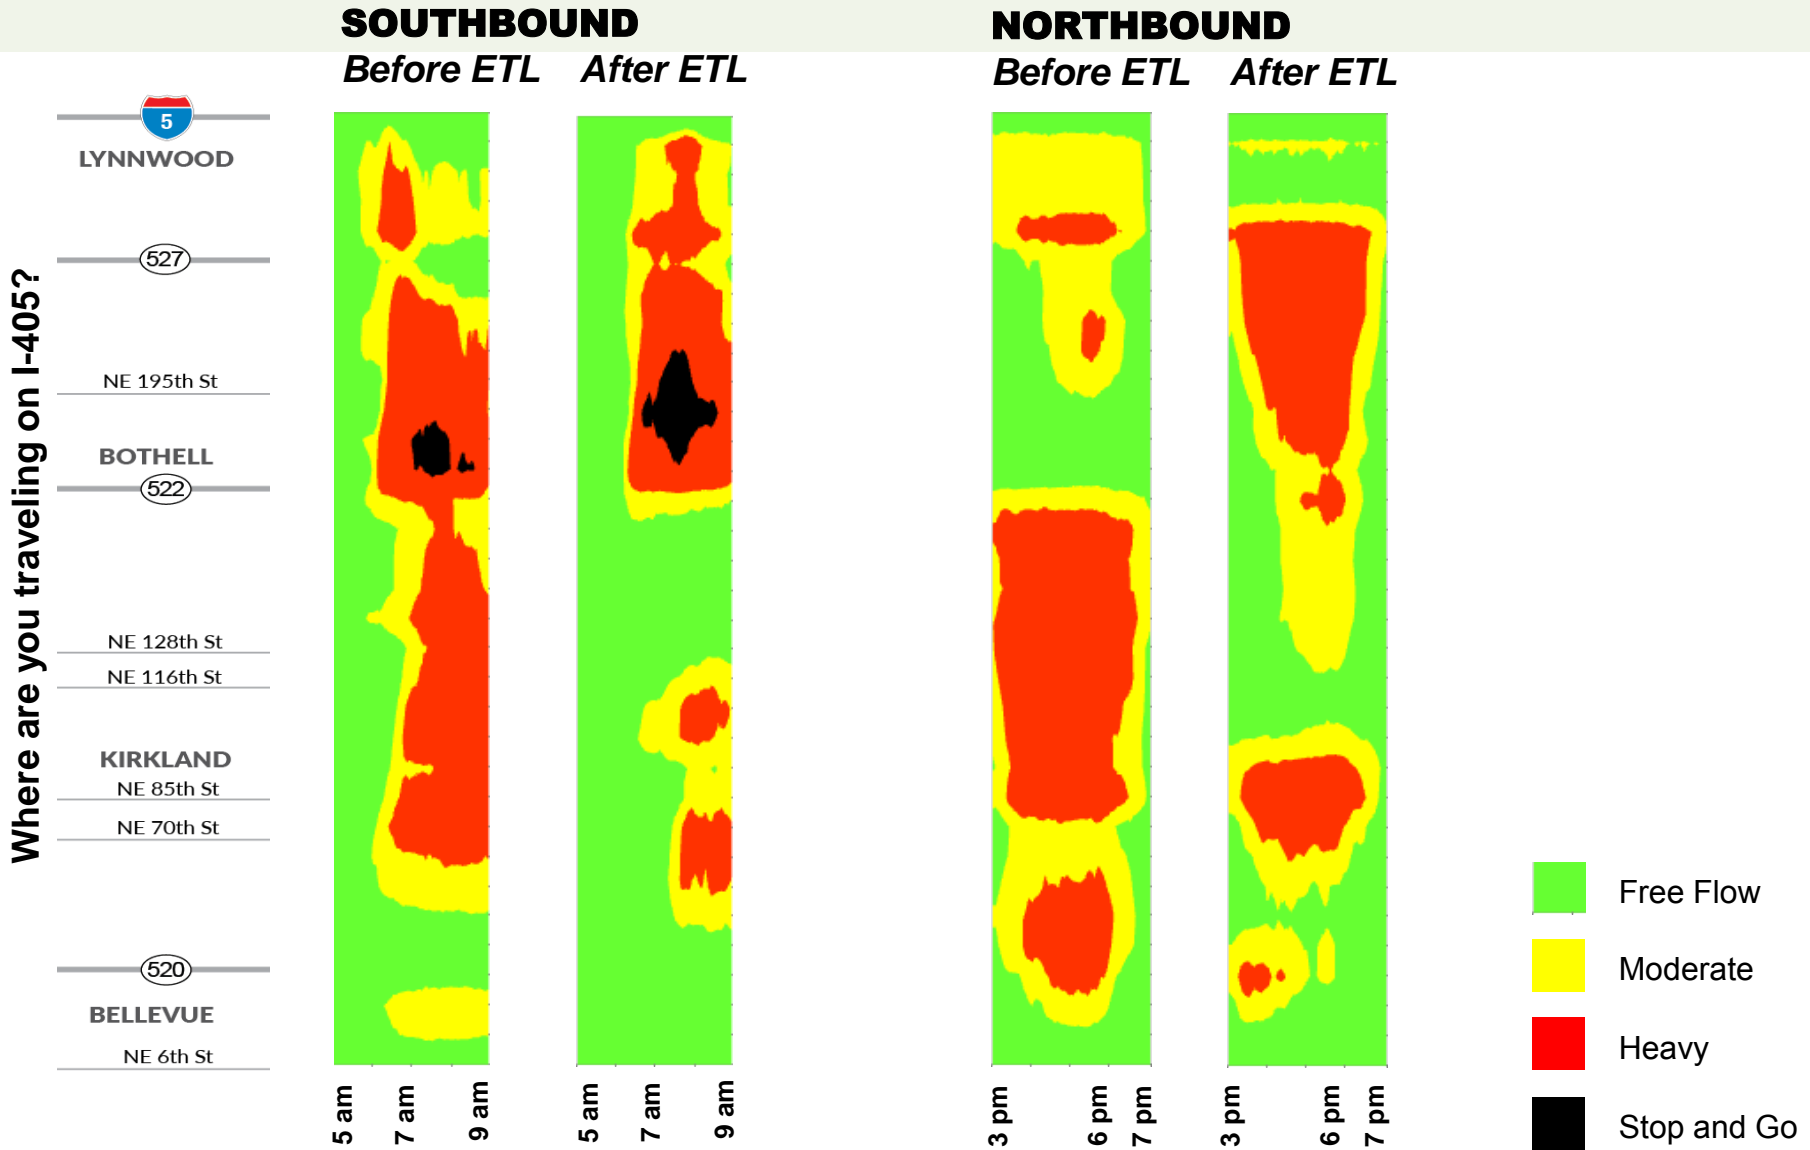 SOUTHBOUND
NORTHBOUND
Before ETL
After ETL
Before ETL
After ETL
Where are you traveling on I-405?
5
LYNNWOOD
527
NE 195th St
BOTHELL
522
NE 128th St
NE 116th St
KIRKLAND
NE 85th St
NE 70th St
520
BELLEVUE
NE 6th St
5 am
7 am
9 am
5 am
7 am
9 am
3 pm
6 pm
7 pm
3 pm
6 pm
7 pm
Free Flow
Moderate
Heavy
Stop and Go